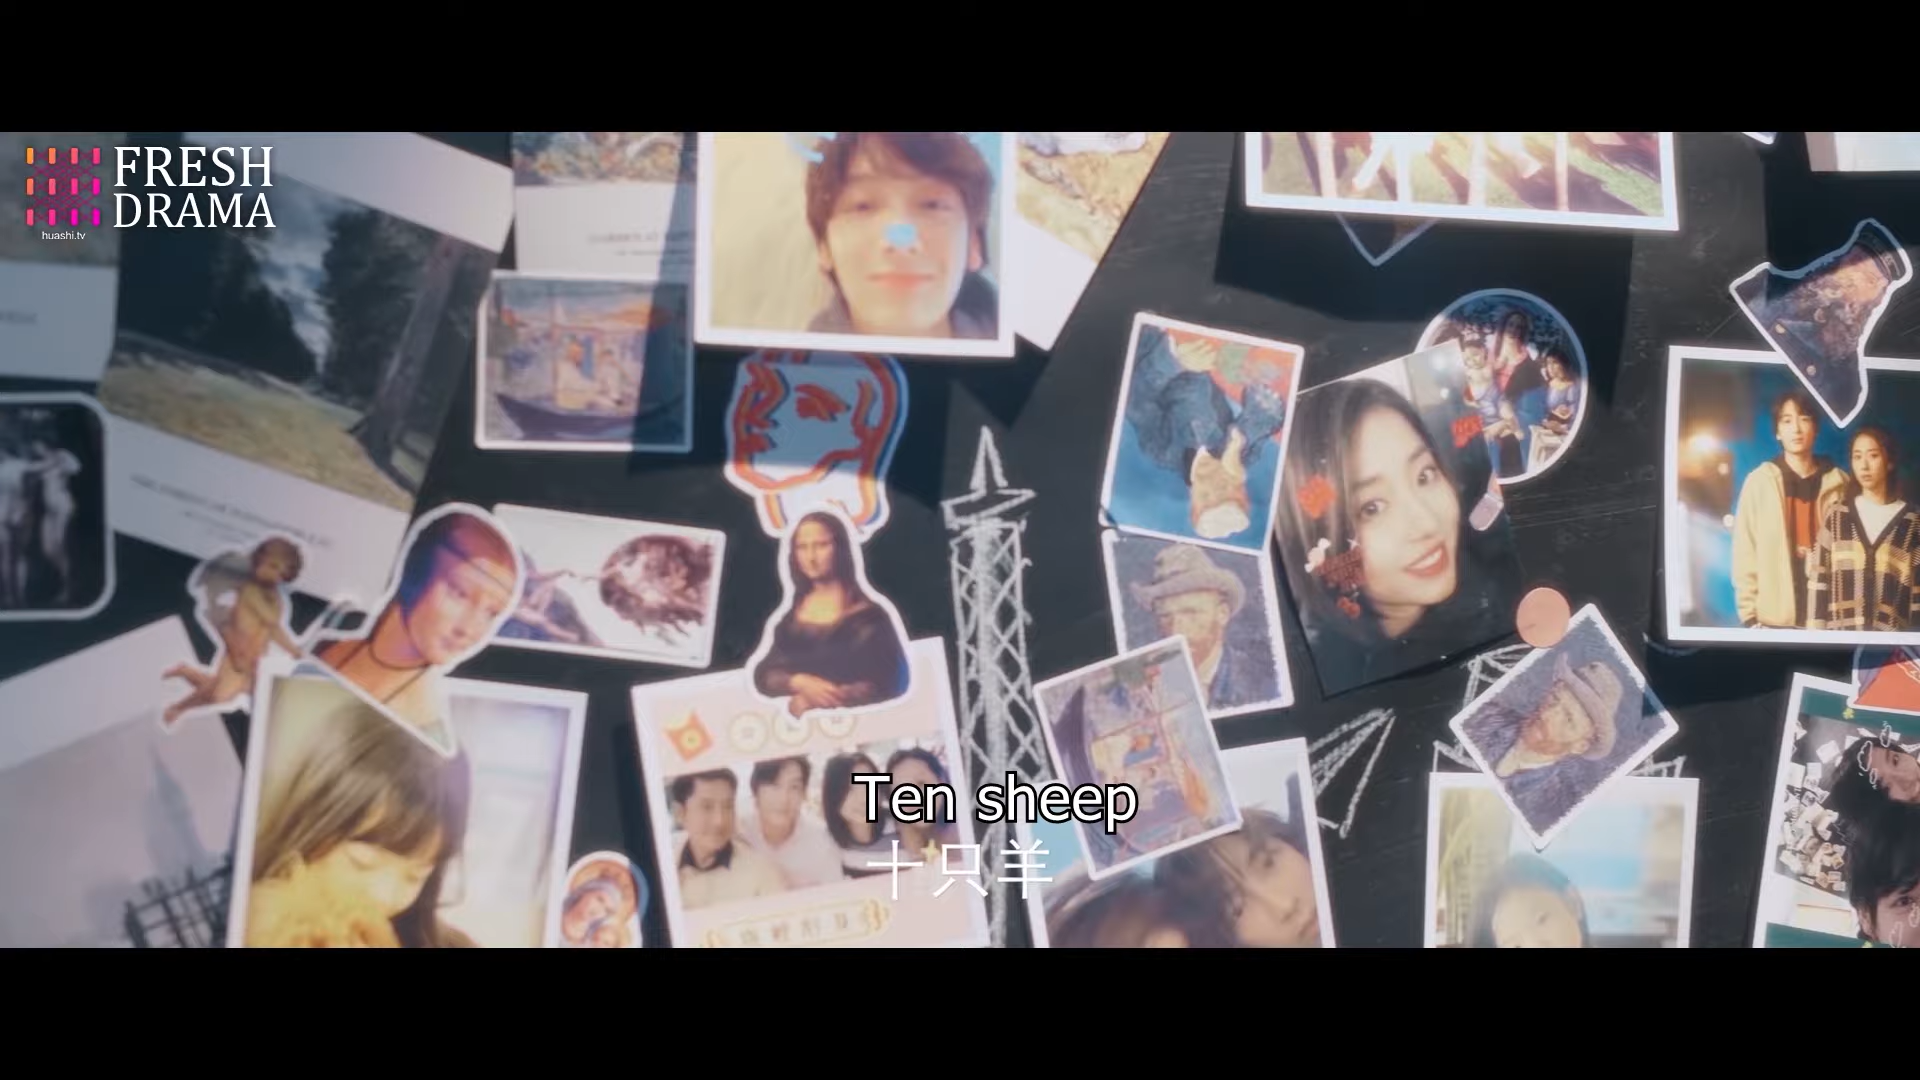 FRESH
DRAMA
huashi.tv
Ten sheep
十只羊